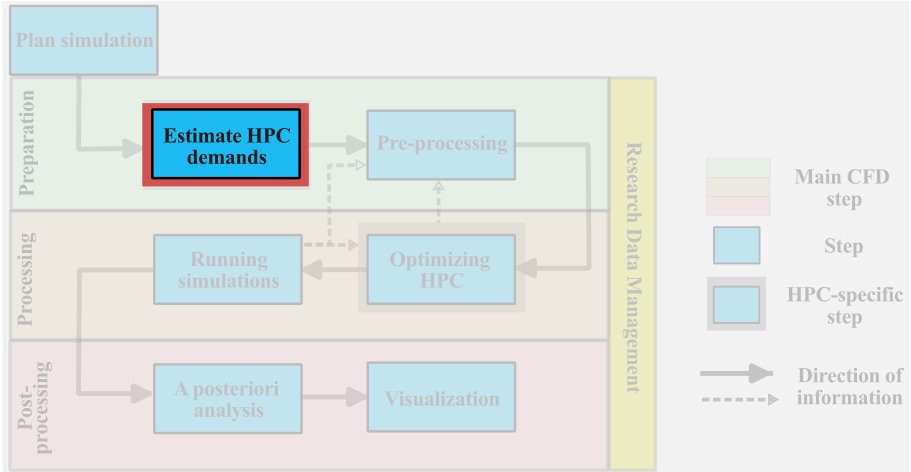 Plan simulation
Preparation
Estimate HPC
demands
Pre-processing
Processing
Running
simulations
Optimizing
HPC
Post-
processing
A posteriori
analysis
Visualization
Research Data Management
Main CFD
step
Step
HPC-specific
step
Direction of
information